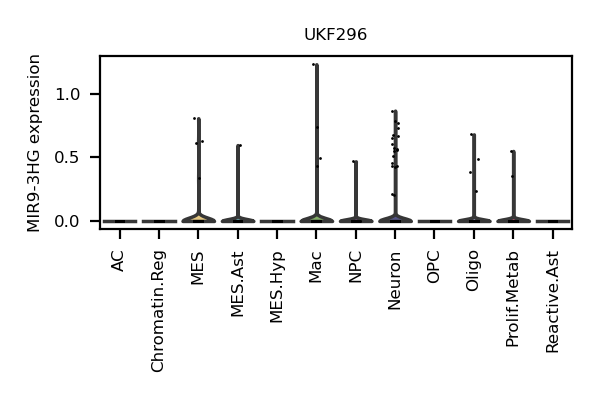 UKF296
MIR9-3HG expression
1.0
0.5
0.0
AC
Chromatin.Reg
MES
MES.Ast
MES.Hyp
Mac
NPC
Neuron
OPC
Oligo
Prolif.Metab
Reactive.Ast